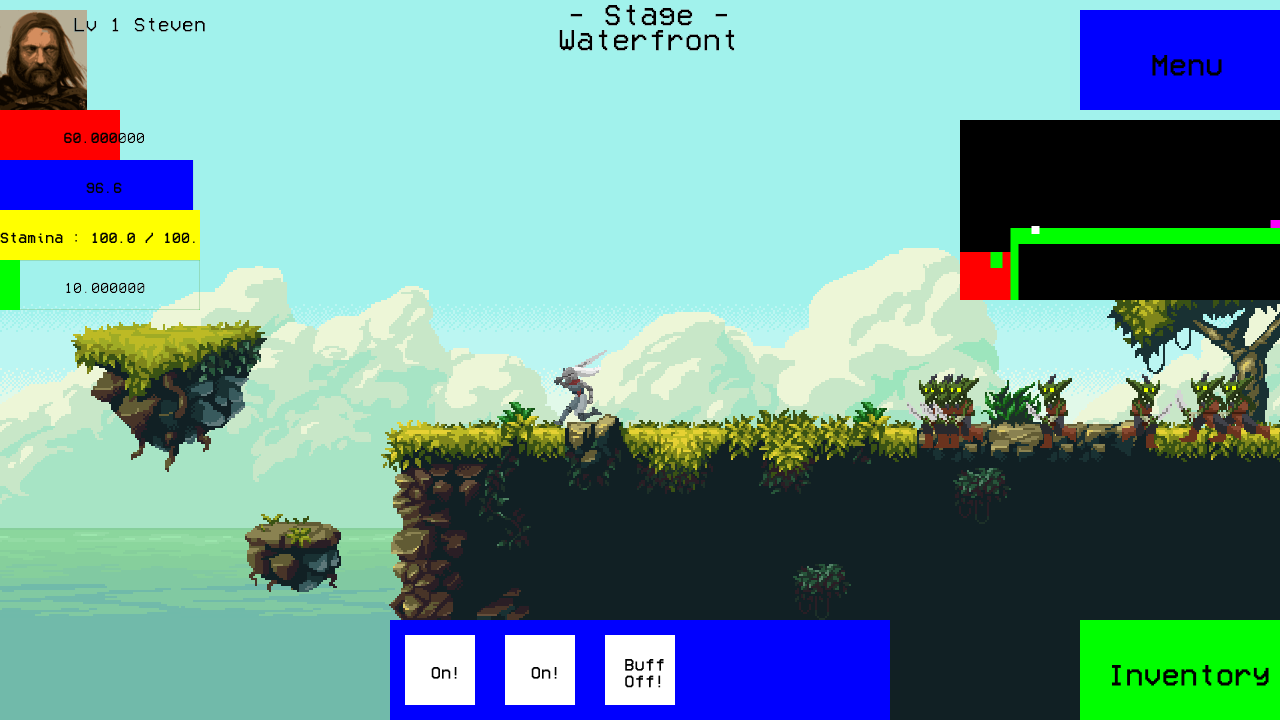 Lv 1 Steven
- Stage -
Waterfront
Menu
60.000000
96.6
Stamina : 100.0 / 100.
10.000000
On!
On!
Buff
Off!
Inventory